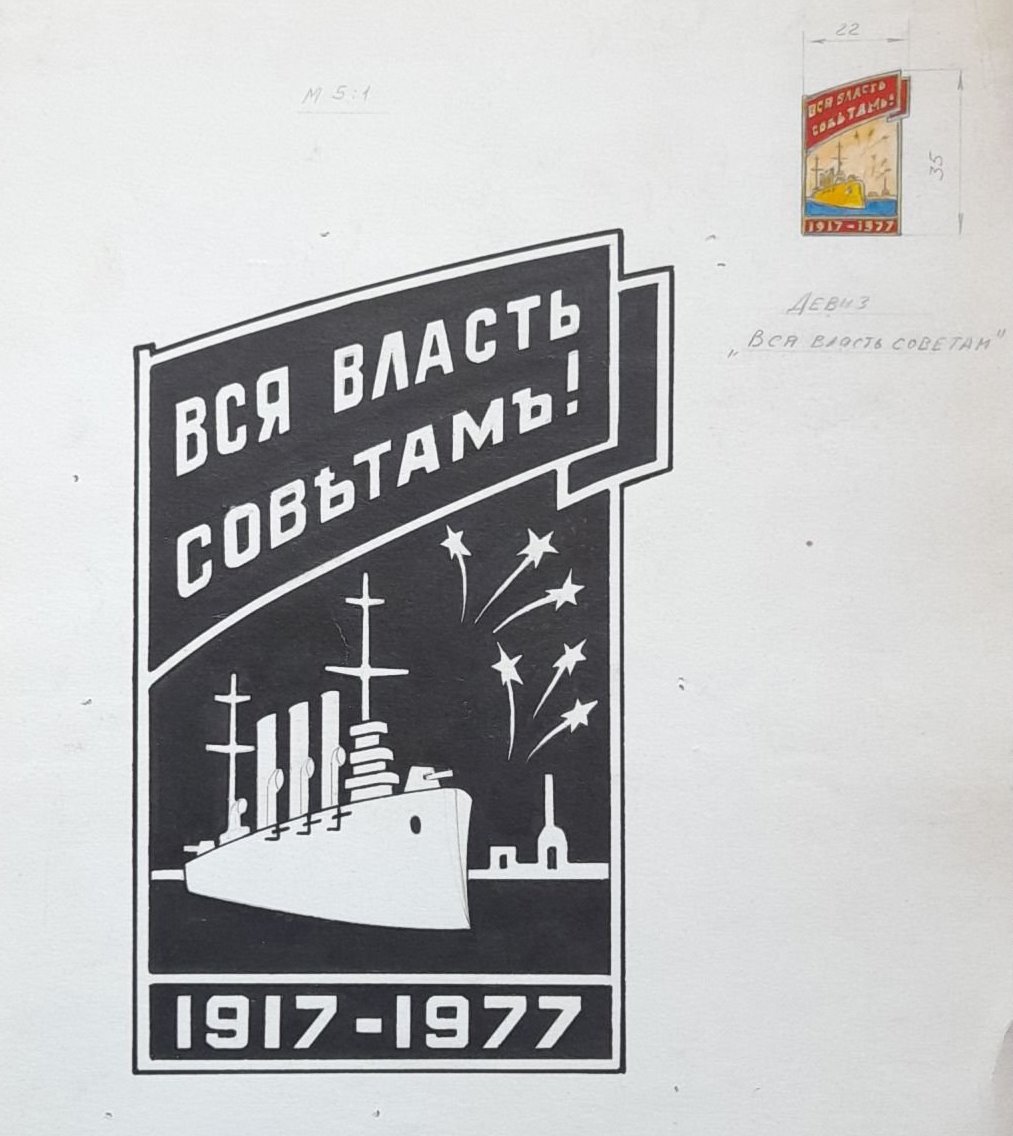 22
М 5:1
ВСЯ ВЛАСТЬ
СОВѢТАМЪ!
1917-1977
35
ДЕВИЗ
„ВСЯ ВЛАСТЬ СОВЕТАМ"
ВСЯ ВЛАСТЬ
СОВѢТАМЪ!
1917-1977